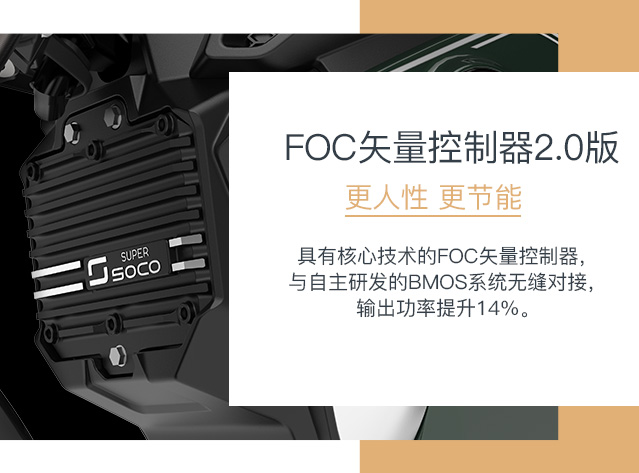 FOC矢量控制器2.0版
更人性 更节能
具有核心技术的FOC矢量控制器,
与自主研发的BMOS系统无缝对接,
输出功率提升14%。
SUPER
SOCO